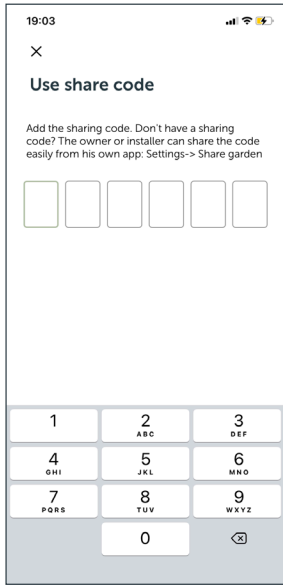 19:03
Use share code
Add the sharing code. Don't have a sharing
code? The owner or installer can share the code
easily from his own app: Settings-> Share garden
1
2
ABC
3
DEF
4
GHI
5
JKL
6
MNO
7
PQRS
8
TUV
9
WXYZ
0